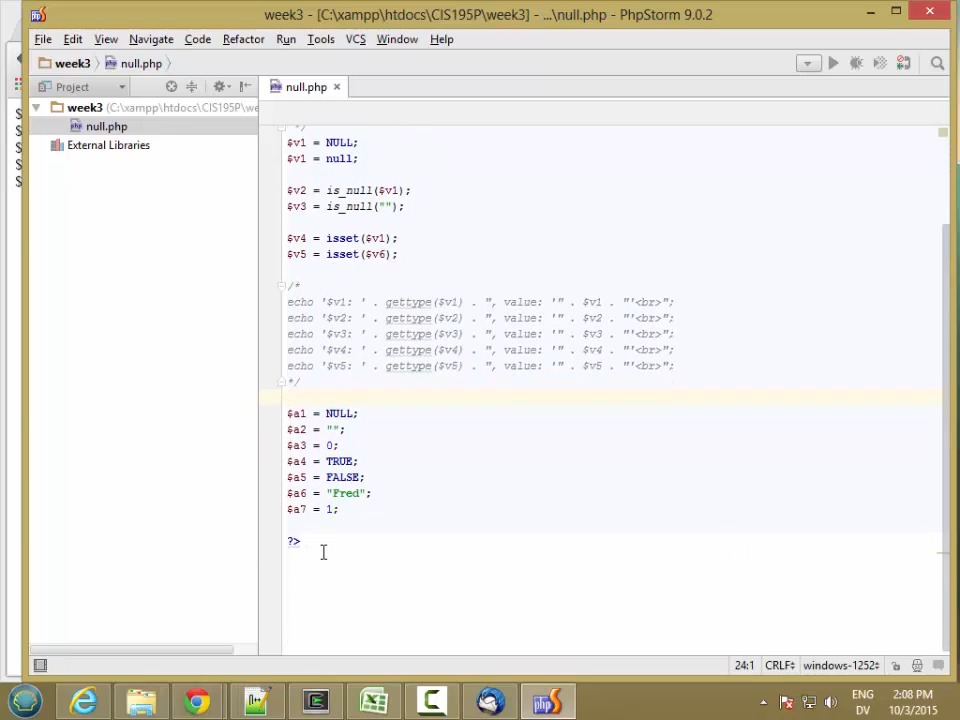 week3 - [C:\xampp\htdocs\CIS195P\week3] - ...\null.php - PhpStorm 9.0.2
File Edit View Navigate Code Refactor Run Tools VCS Window Help
week3 null.php
Project null.php
week3 (C:\xampp\htdocs\CIS195P\we
null.php
External Libraries
*/
$v1 = NULL;
$v1 = null;
$v2 = is_null($v1);
$v3 = is_null("");
$v4 = isset($v1);
$v5 = isset($v6);
/*
echo '$v1: ' . gettype($v1) . ", value: '" . $v1 . "'<br>";
echo '$v2: ' . gettype($v2) . ", value: '" . $v2 . "'<br>";
echo '$v3: ' . gettype($v3) . ", value: '" . $v3 . "'<br>";
echo '$v4: ' . gettype($v4) . ", value: '" . $v4 . "'<br>";
echo '$v5: ' . gettype($v5) . ", value: '" . $v5 . "'<br>";
*/
$a1 = NULL;
$a2 = "";
$a3 = 0;
$a4 = TRUE;
$a5 = FALSE;
$a6 = "Fred";
$a7 = 1;
?>
24:1 CRLF windows-1252
ENG 2:08 PM
DV 10/3/2015